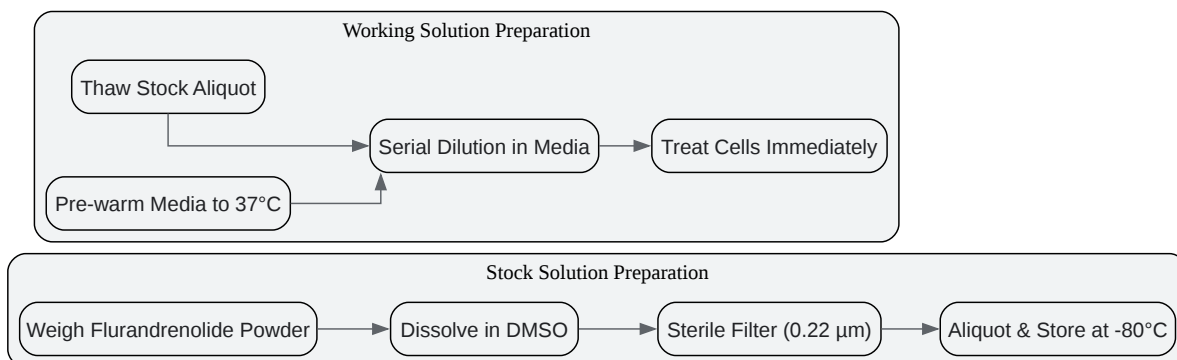 Working Solution Preparation
Thaw Stock Aliquot
Serial Dilution in Media
Treat Cells Immediately
Pre-warm Media to 37°C
Stock Solution Preparation
Weigh Flurandrenolide Powder
Dissolve in DMSO
Sterile Filter (0.22 µm)
Aliquot & Store at -80°C